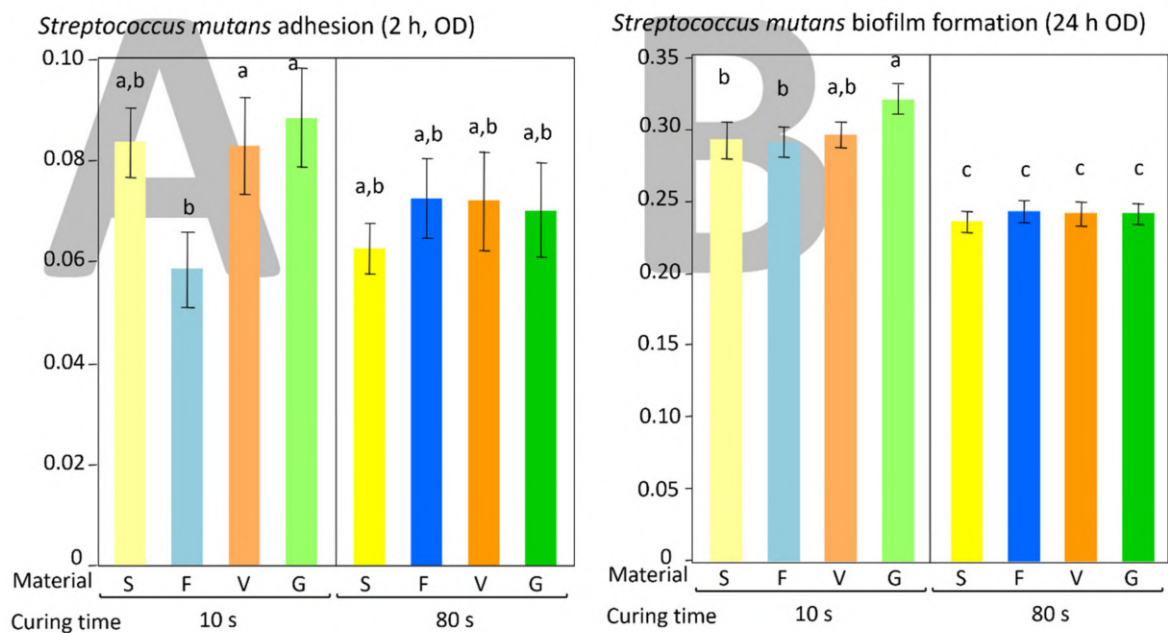 A
Streptococcus mutans adhesion (2 h, OD)
0.10
0.08
0.06
0.04
0.02
0
a,b
b
a
a
a,b
a,b
a,b
a,b
Material S F V G S F V G
Curing time 10 s 80 s
B
Streptococcus mutans biofilm formation (24 h OD)
0.35
0.30
0.25
0.20
0.15
0.10
0.05
0
b
b
a,b
a
c
c
c
c
Material S F V G S F V G
Curing time 10 s 80 s